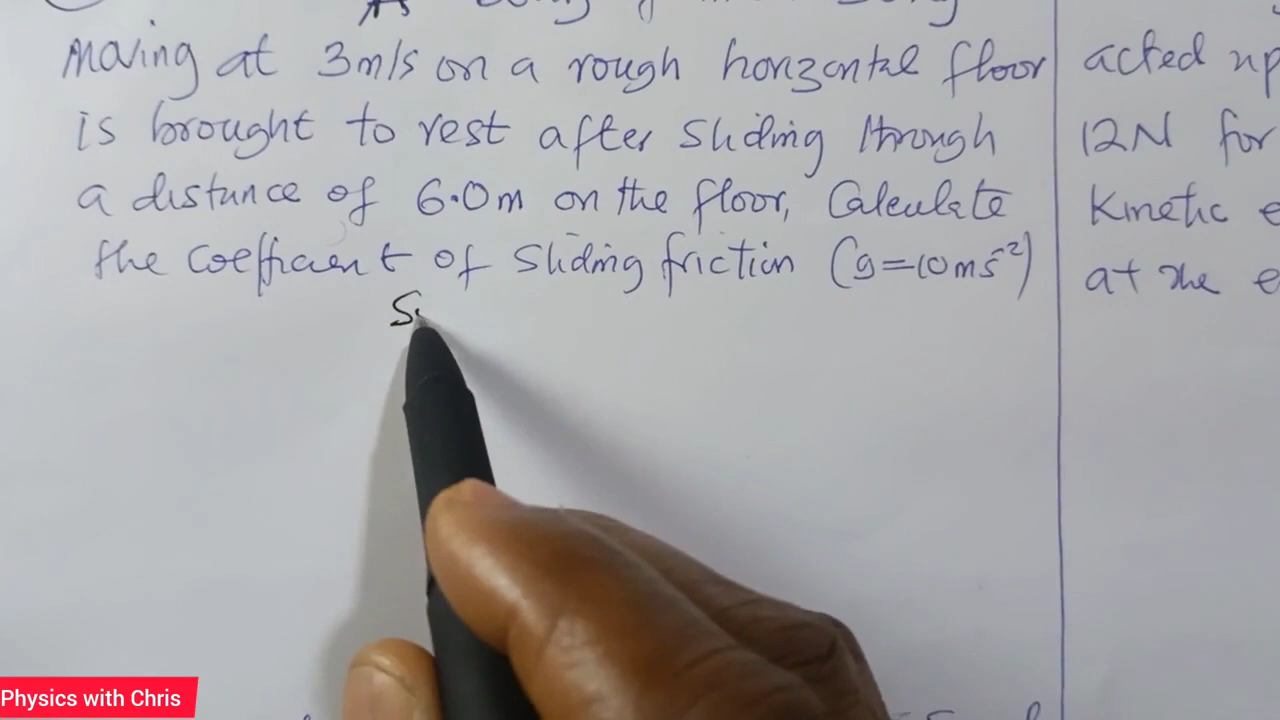 moving at 3m/s on a rough horizontal floor
is brought to rest after sliding through
a distance of 6.0m on the floor, Calculate
the coefficient of sliding friction (g=10ms⁻²)
S
acted up
12N for
Kinetic e
at the e
Physics with Chris